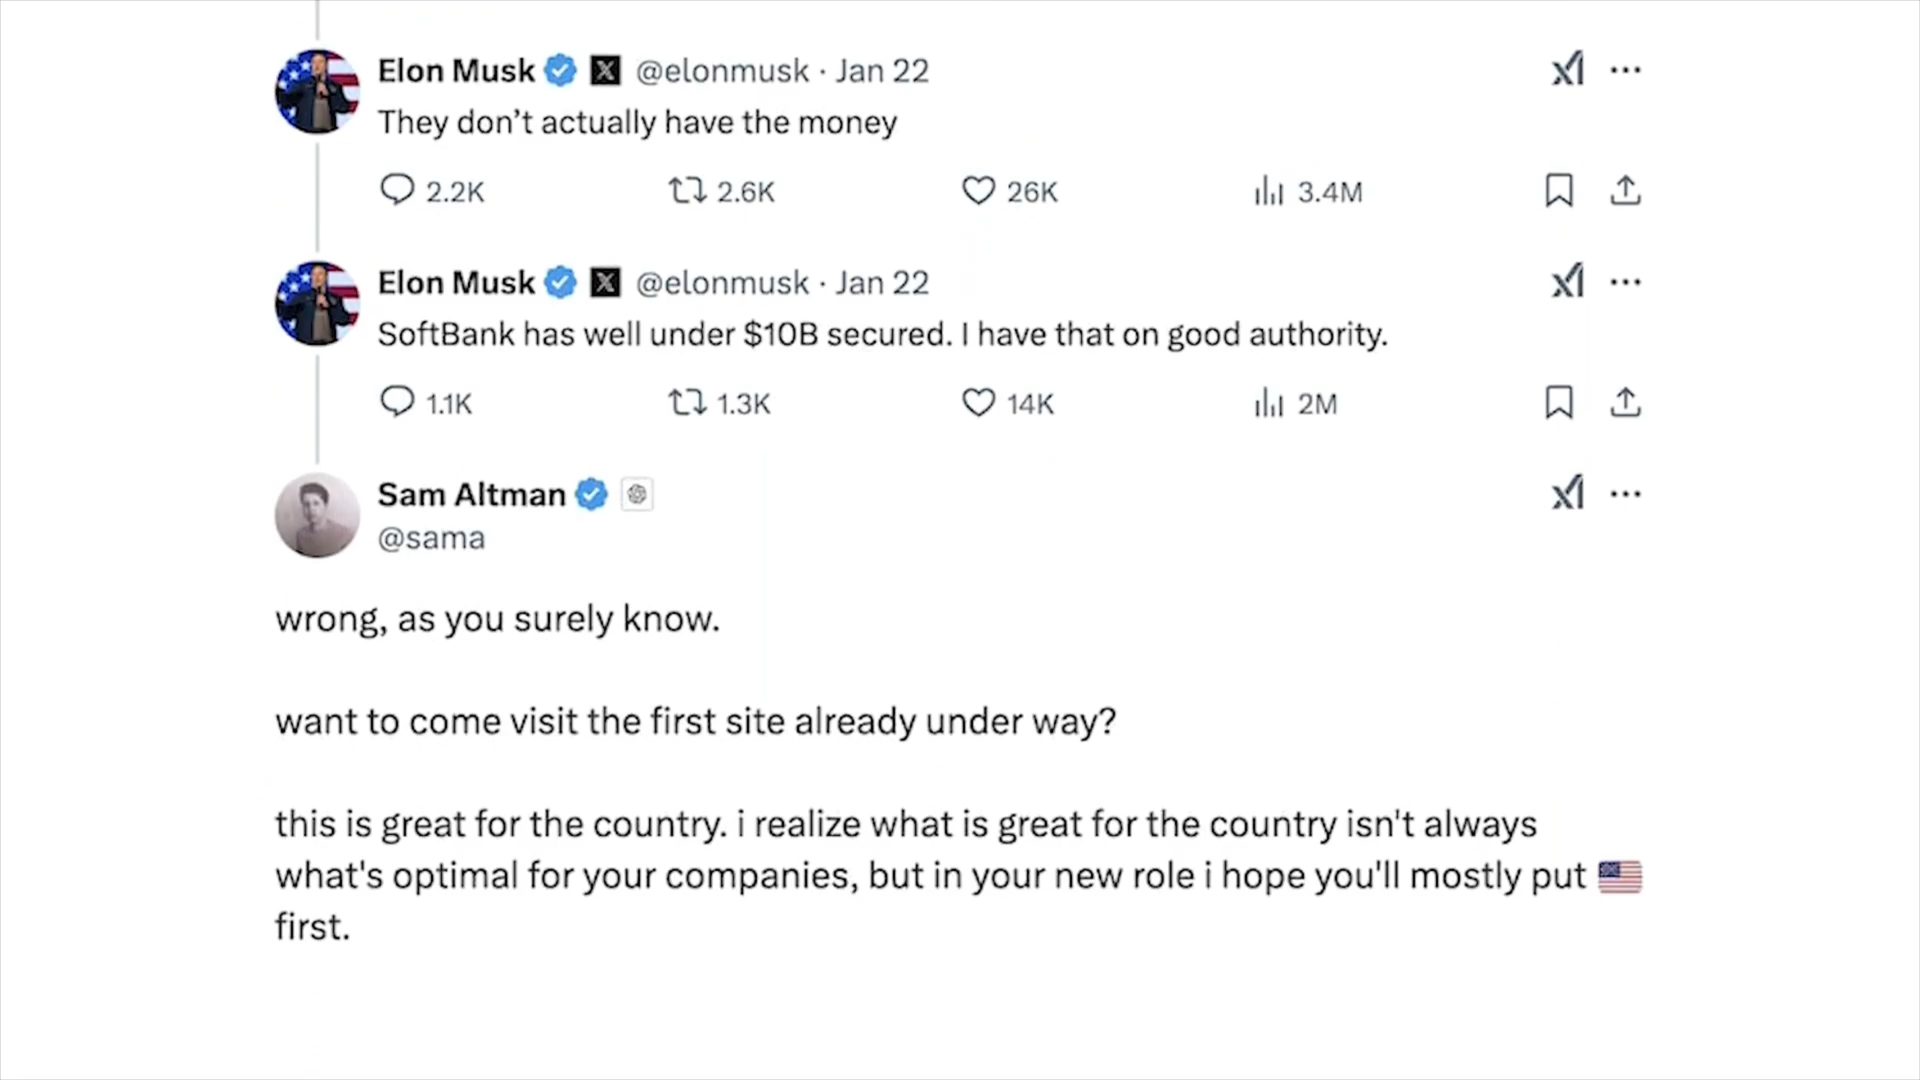 Elon Musk @elonmusk · Jan 22
They don’t actually have the money
2.2K 2.6K 26K 3.4M
Elon Musk @elonmusk · Jan 22
SoftBank has well under $10B secured. I have that on good authority.
1.1K 1.3K 14K 2M
Sam Altman
@sama
wrong, as you surely know.
want to come visit the first site already under way?
this is great for the country. i realize what is great for the country isn't always
what's optimal for your companies, but in your new role i hope you'll mostly put 🇺🇸
first.